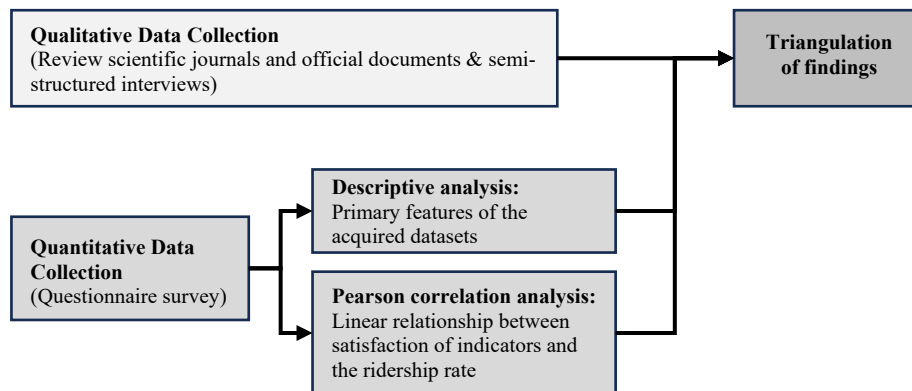 Qualitative Data Collection
(Review scientific journals and official documents & semi-
structured interviews)
Triangulation
of findings
Descriptive analysis:
Primary features of the
acquired datasets
Quantitative Data
Collection
(Questionnaire survey)
Pearson correlation analysis:
Linear relationship between
satisfaction of indicators and
the ridership rate